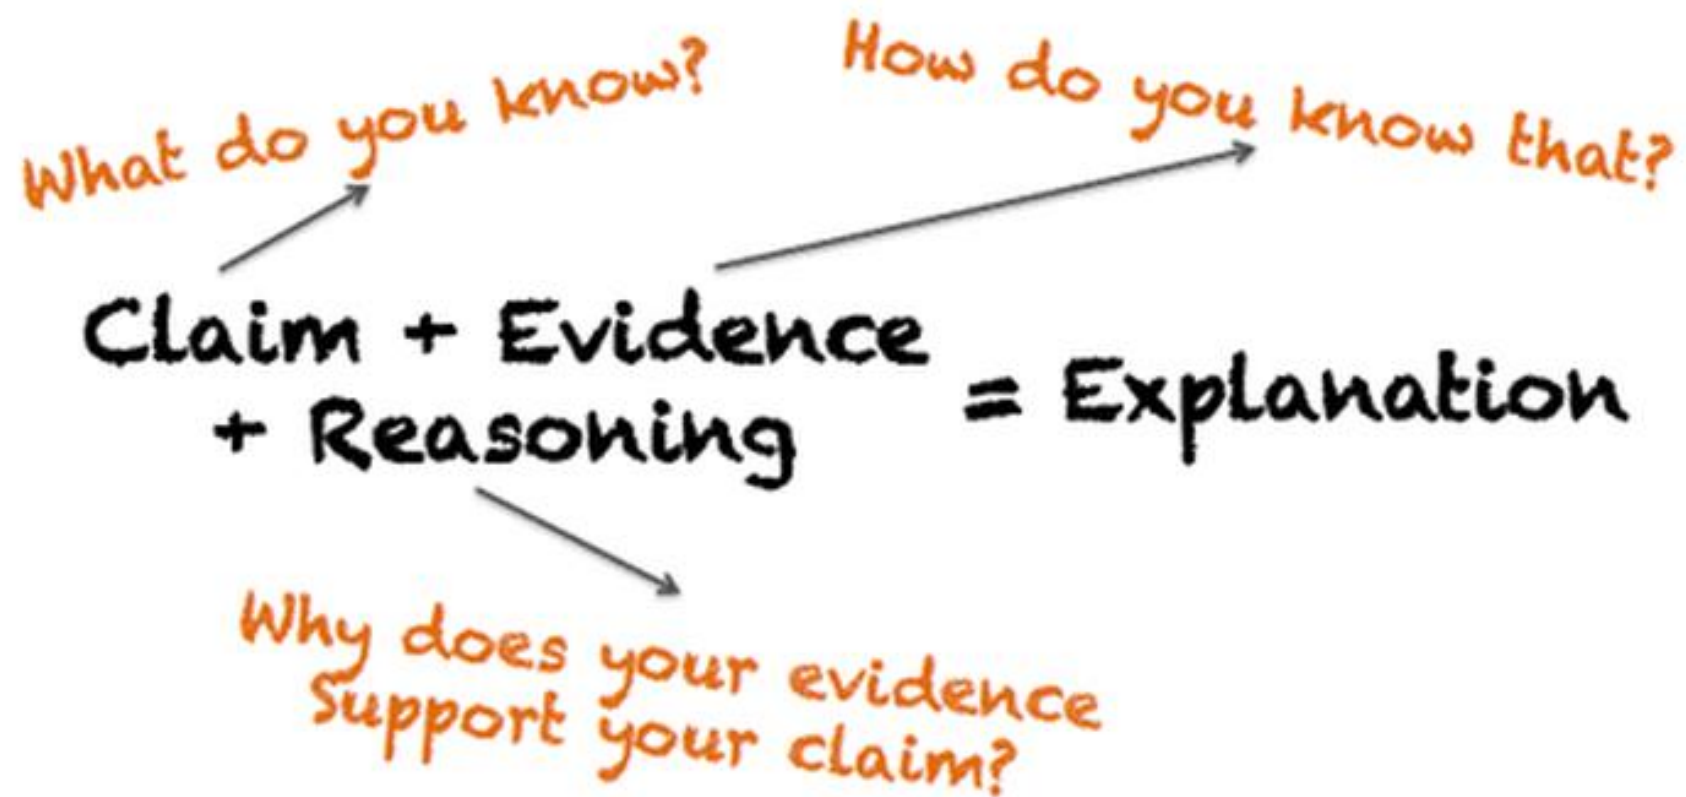 What do you know?
How do you know that?
Claim + Evidence
+ Reasoning
= Explanation
Why does your evidence
Support your claim?